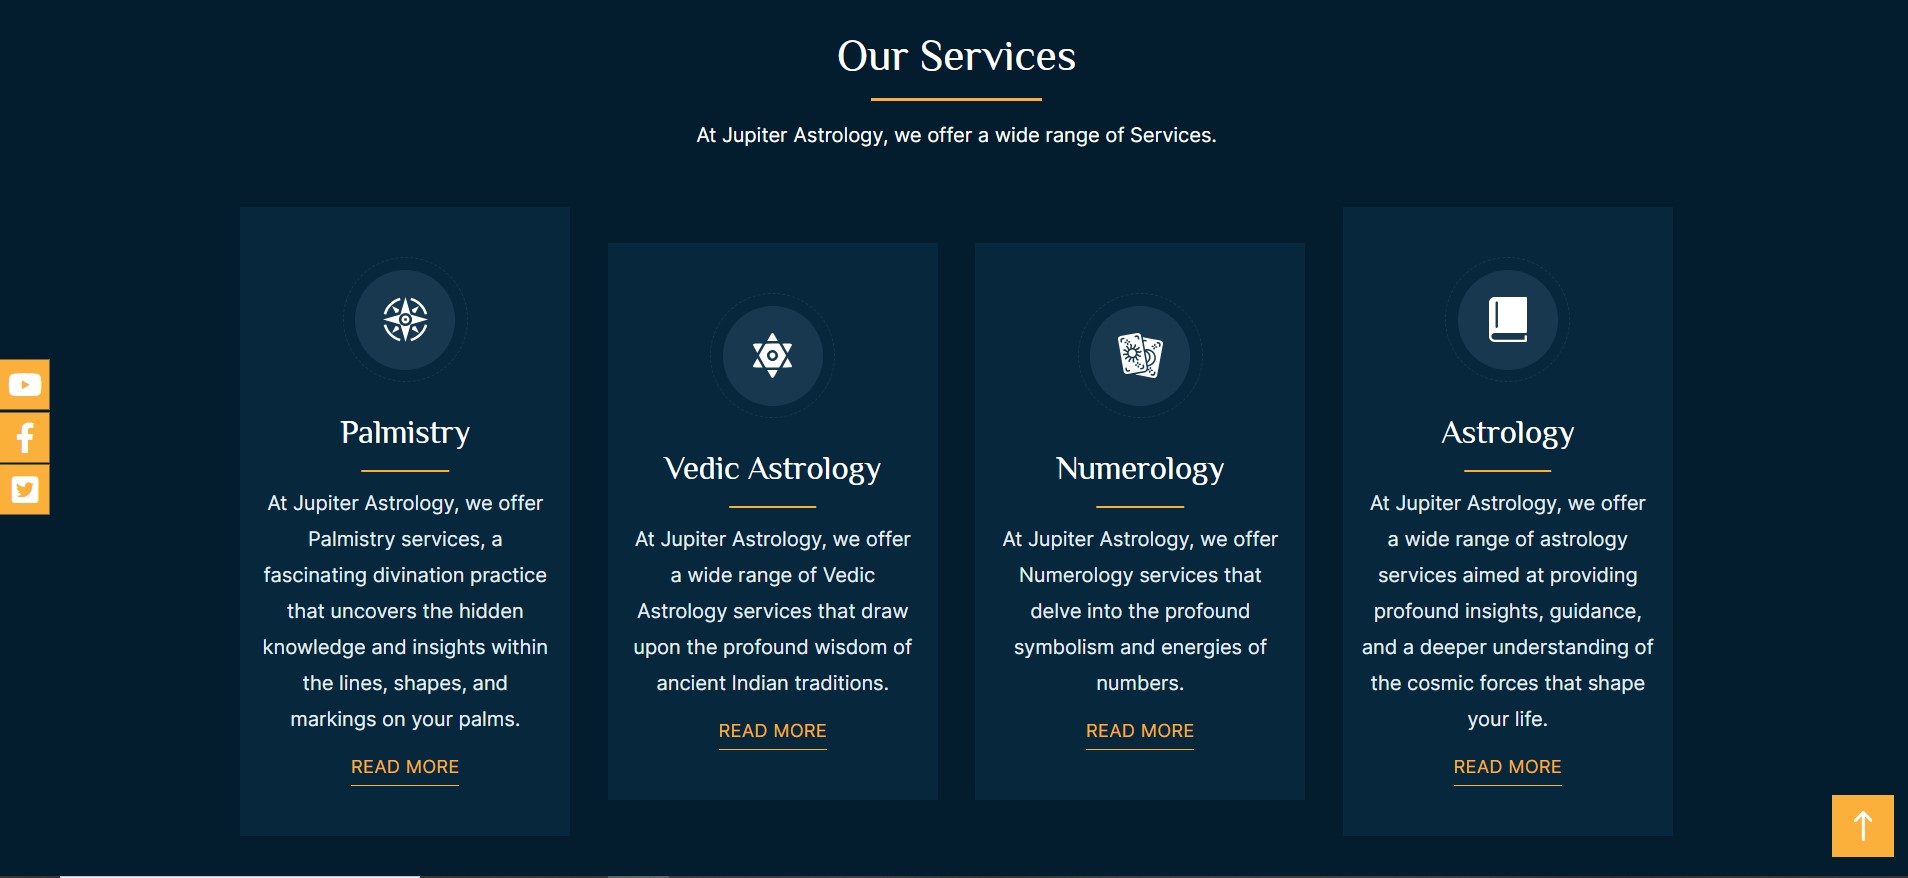 Our Services
At Jupiter Astrology, we offer a wide range of Services.
Palmistry
At Jupiter Astrology, we offer
Palmistry services, a
fascinating divination practice
that uncovers the hidden
knowledge and insights within
the lines, shapes, and
markings on your palms.
READ MORE
Vedic Astrology
At Jupiter Astrology, we offer
a wide range of Vedic
Astrology services that draw
upon the profound wisdom of
ancient Indian traditions.
READ MORE
Numerology
At Jupiter Astrology, we offer
Numerology services that
delve into the profound
symbolism and energies of
numbers.
READ MORE
Astrology
At Jupiter Astrology, we offer
a wide range of astrology
services aimed at providing
profound insights, guidance,
and a deeper understanding of
the cosmic forces that shape
your life.
READ MORE